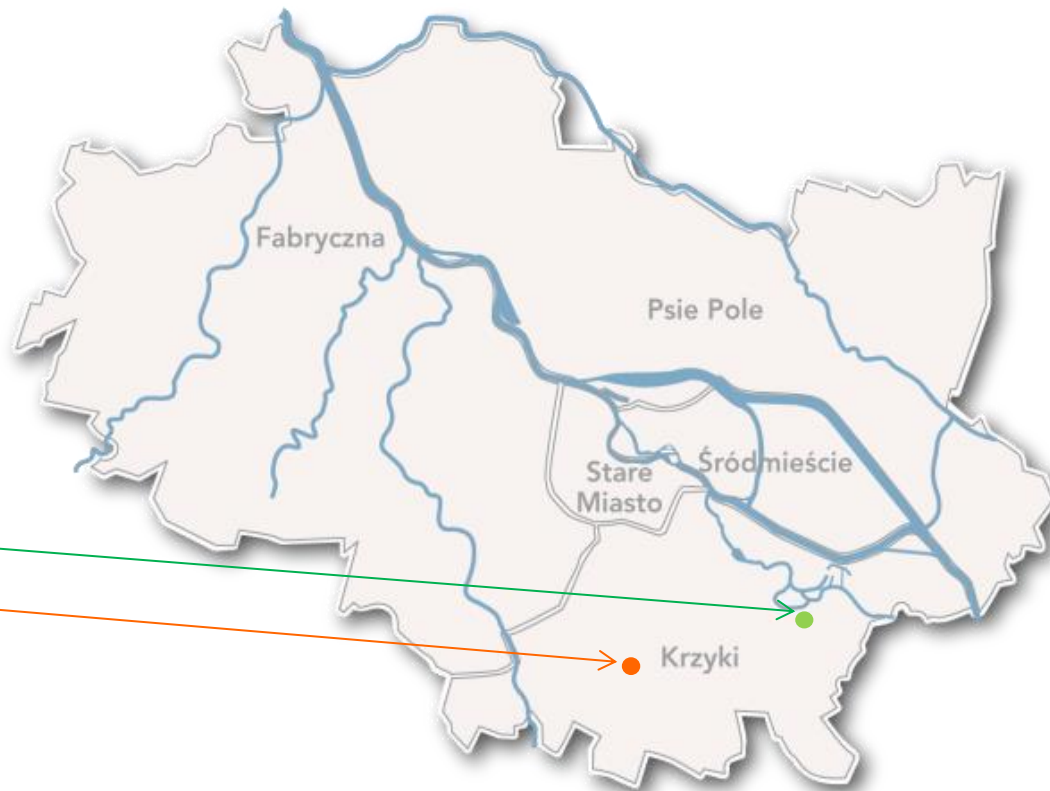 Fabryczna
Psie Pole
Śródmieście
Stare
Miasto
Krzyki